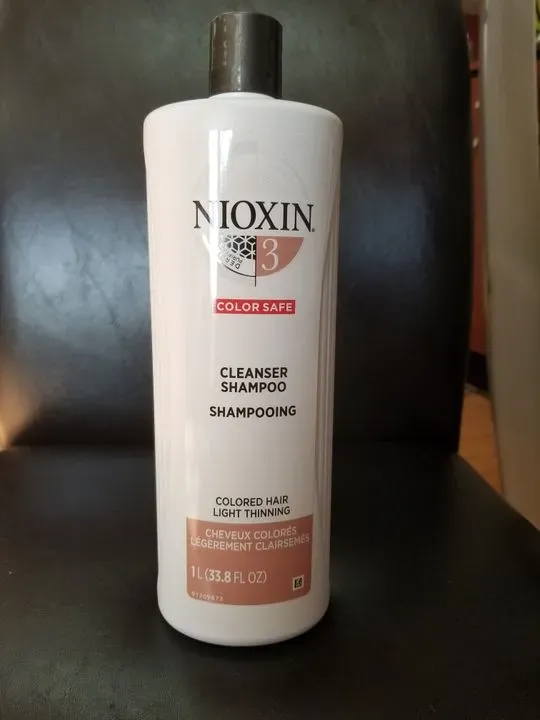 NIOXIN®
3
COLOR SAFE
CLEANSER
SHAMPOO
SHAMPOOING
COLORED HAIR
LIGHT THINNING
CHEVEUX COLORÉS
LÉGÈREMENT CLAIRSEMÉS
1 L (33.8 FL OZ)